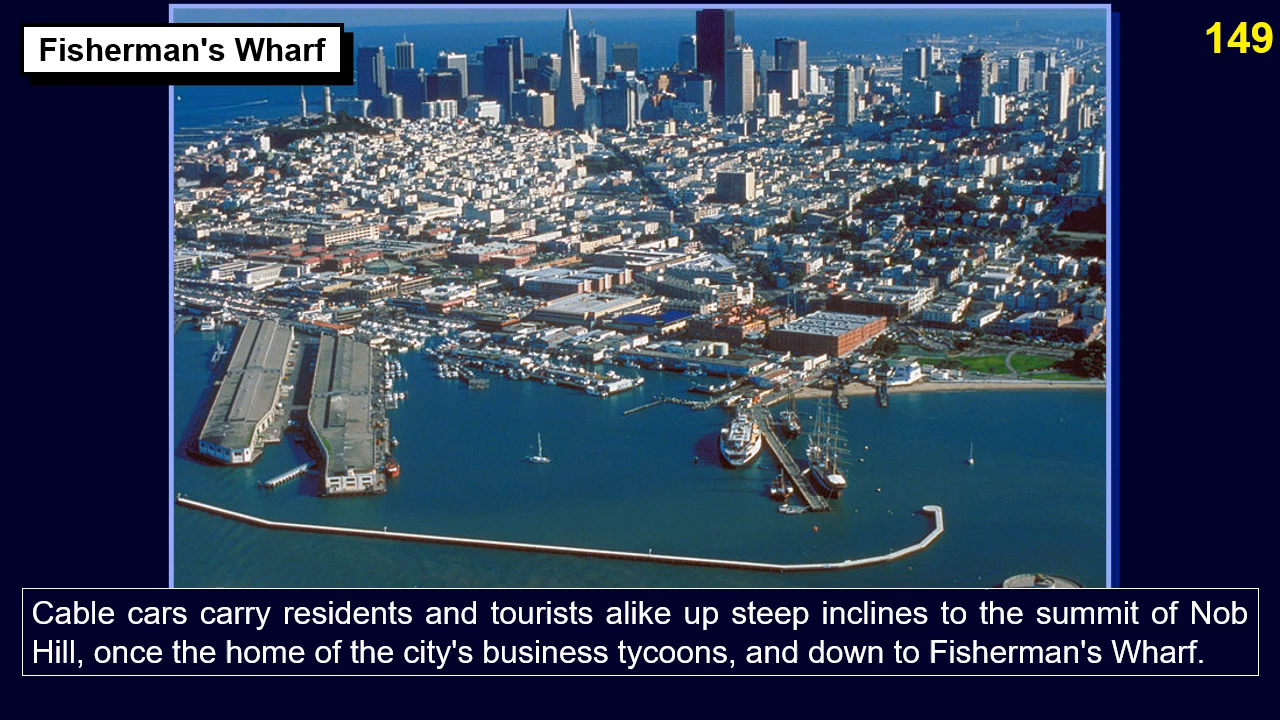 Fisherman's Wharf
149
Cable cars carry residents and tourists alike up steep inclines to the summit of Nob
Hill, once the home of the city's business tycoons, and down to Fisherman's Wharf.